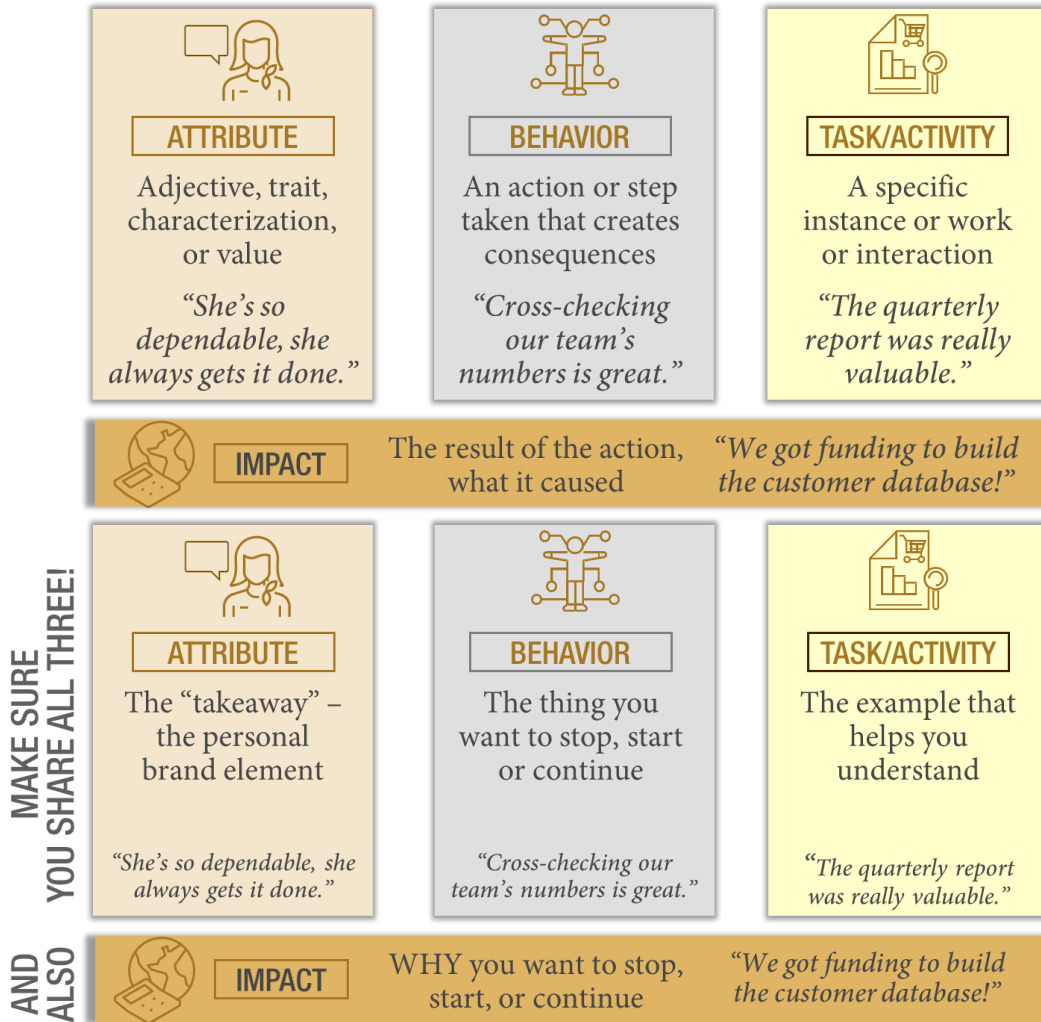 ATTRIBUTE
Adjective, trait,
characterization,
or value
“She’s so
dependable, she
always gets it done.”
BEHAVIOR
An action or step
taken that creates
consequences
“Cross-checking
our team’s
numbers is great.”
TASK/ACTIVITY
A specific
instance or work
or interaction
“The quarterly
report was really
valuable.”
IMPACT
The result of the action,
what it caused
“We got funding to build
the customer database!”
MAKE SURE
YOU SHARE ALL THREE!
ATTRIBUTE
The “takeaway” –
the personal
brand element
“She’s so dependable, she
always gets it done.”
BEHAVIOR
The thing you
want to stop, start
or continue
“Cross-checking our
team’s numbers is great.”
TASK/ACTIVITY
The example that
helps you
understand
“The quarterly report
was really valuable.”
AND
ALSO
IMPACT
WHY you want to stop,
start, or continue
“We got funding to build
the customer database!”